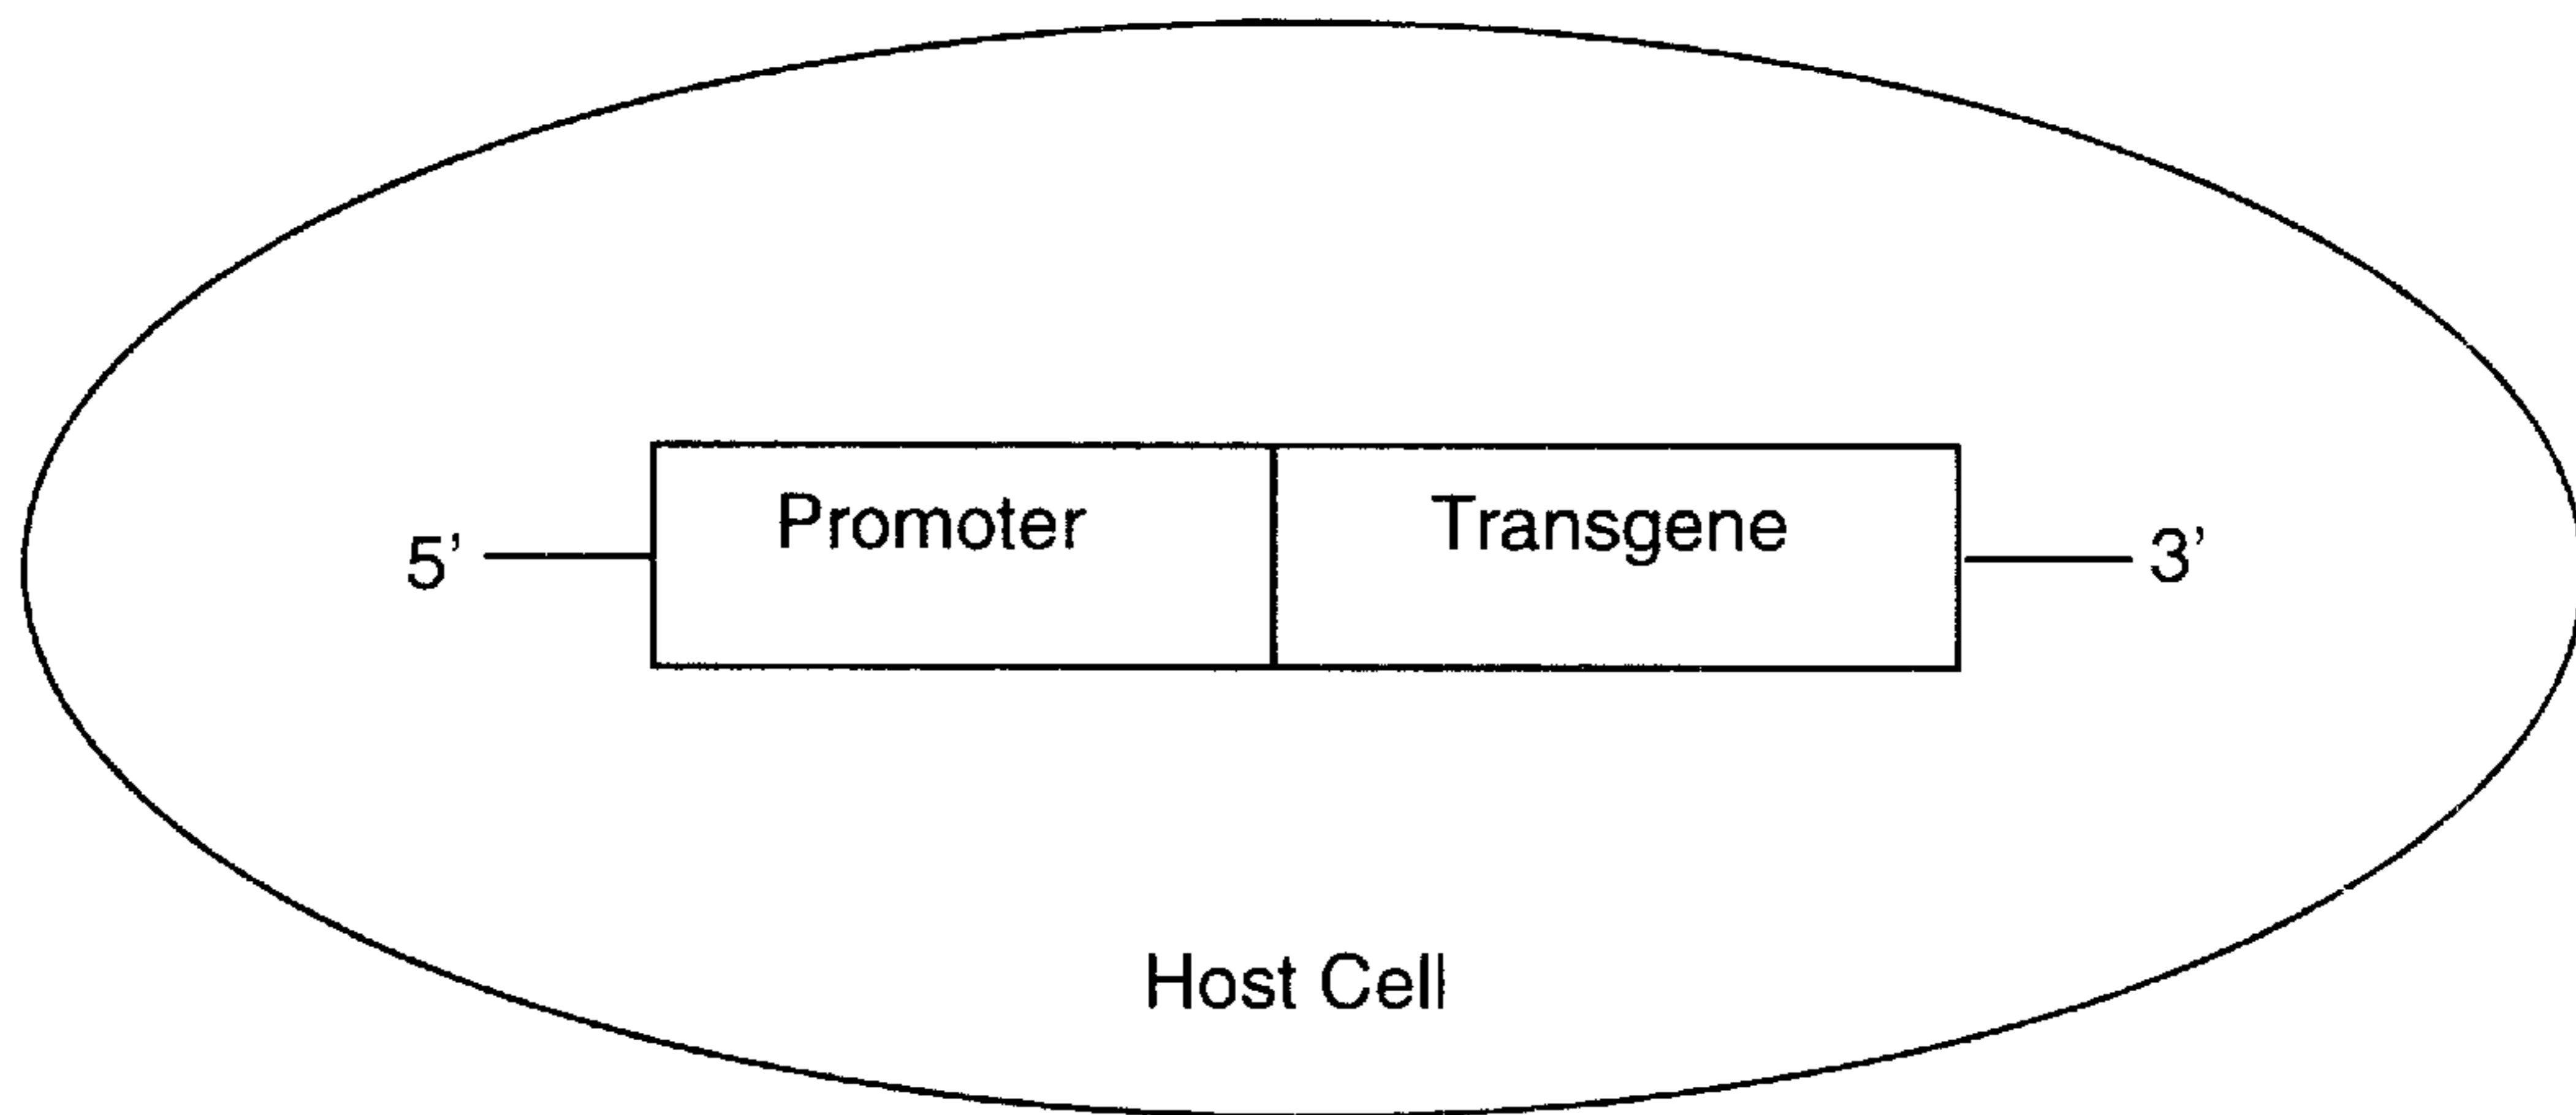 Promoter
Transgene
5’
3’
Host Cell